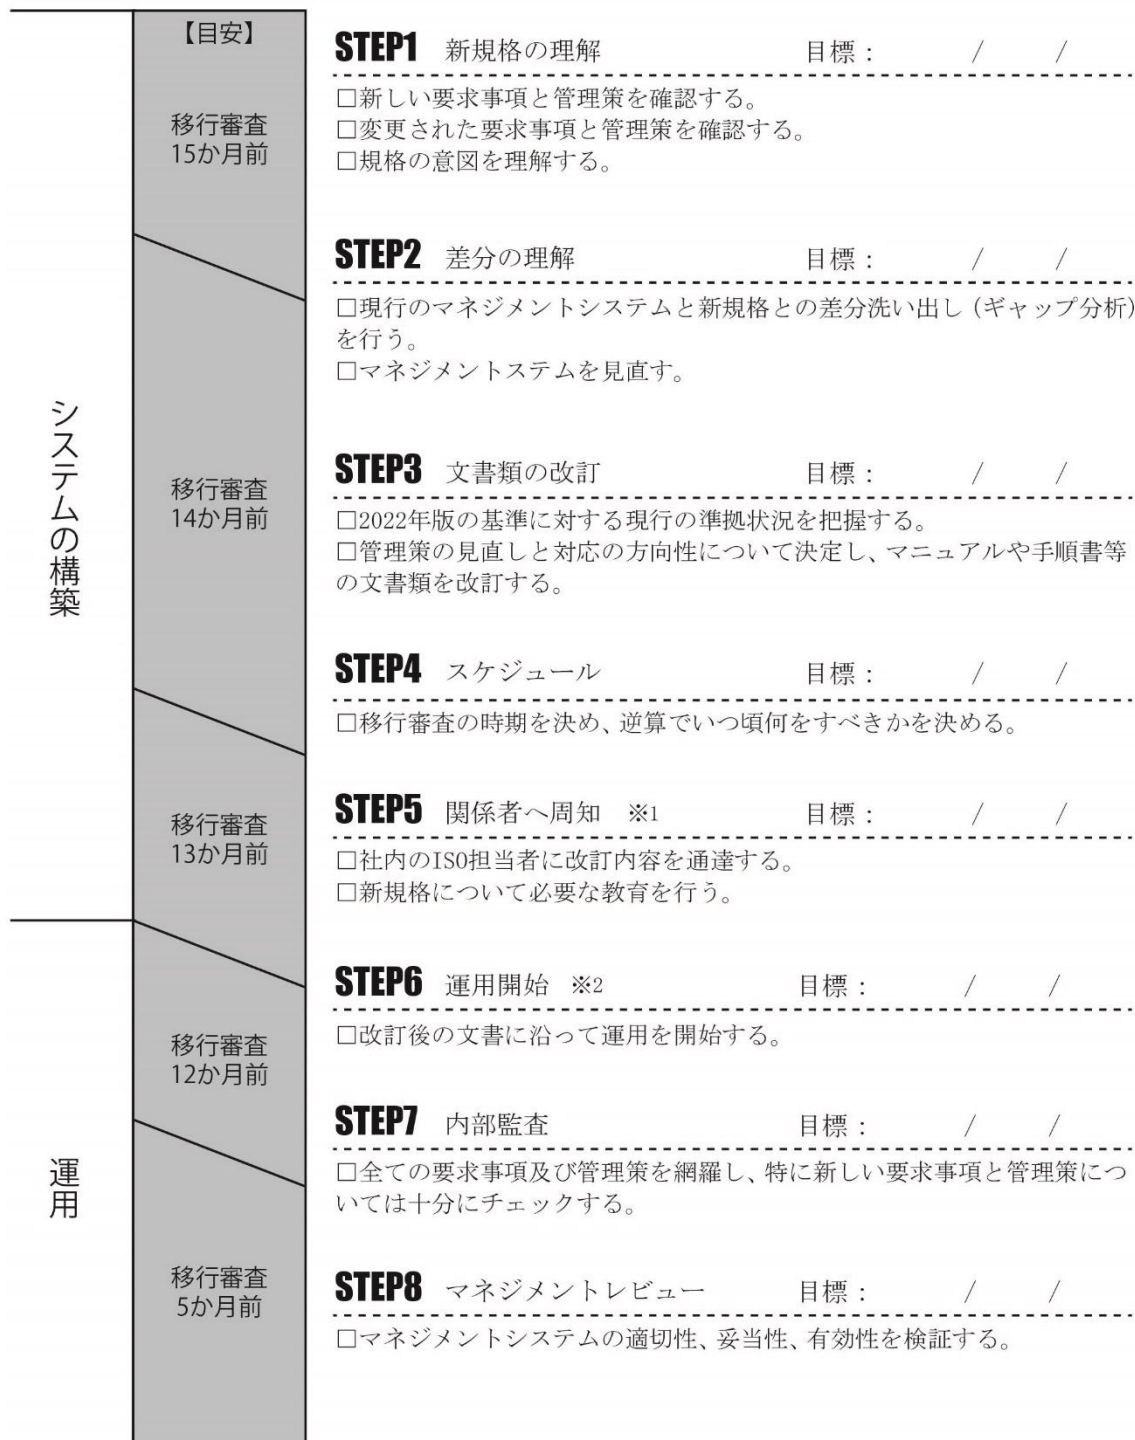 システムの構築
運用
【目安】
移行審査
15か月前
移行審査
14か月前
移行審査
13か月前
移行審査
12か月前
移行審査
5か月前
STEP1 新規格の理解 目標： / /
□新しい要求事項と管理策を確認する。
□変更された要求事項と管理策を確認する。
□規格の意図を理解する。
STEP2 差分の理解 目標： / /
□現行のマネジメントシステムと新規格との差分洗い出し（ギャップ分析）
を行う。
□マネジメントステムを見直す。
STEP3 文書類の改訂 目標： / /
□2022年版の基準に対する現行の準拠状況を把握する。
□管理策の見直しと対応の方向性について決定し、マニュアルや手順書等
の文書類を改訂する。
STEP4 スケジュール 目標： / /
□移行審査の時期を決め、逆算でいつ頃何をすべきかを決める。
STEP5 関係者へ周知 ※1 目標： / /
□社内のISO担当者に改訂内容を通達する。
□新規格について必要な教育を行う。
STEP6 運用開始 ※2 目標： / /
□改訂後の文書に沿って運用を開始する。
STEP7 内部監査 目標： / /
□全ての要求事項及び管理策を網羅し、特に新しい要求事項と管理策につ
いては十分にチェックする。
STEP8 マネジメントレビュー 目標： / /
□マネジメントシステムの適切性、妥当性、有効性を検証する。